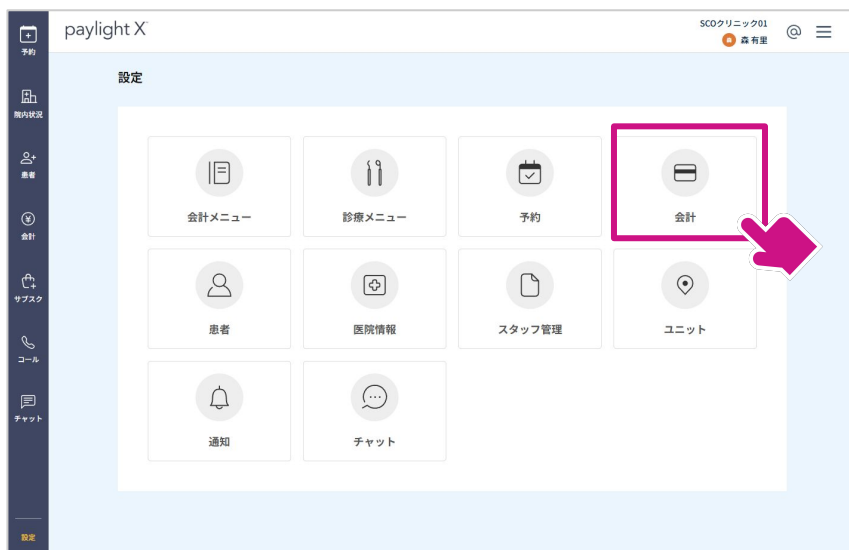 paylight X
SCOクリニック01
森 森 有里
予約
院内状況
患者
会計
サブスク
コール
チャット
設定
設定
会計メニュー
診療メニュー
予約
会計
患者
医院情報
スタッフ管理
ユニット
通知
チャット